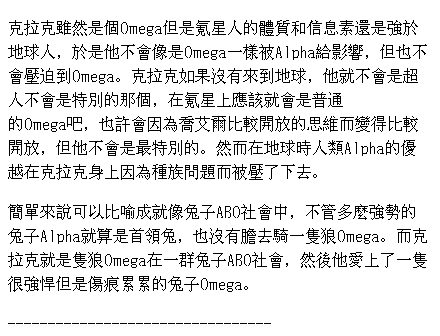 克拉克雖然是個Omega但是氪星人的體質和信息素還是強於
地球人，於是他不會像是Omega一樣被Alpha給影響，但也不
會壓迫到Omega。克拉克如果沒有來到地球，他就不會是超
人不會是特別的那個，在氪星上應該就會是普通
的Omega吧，也許會因為喬艾爾比較開放的思維而變得比較
開放，但他不會是最特別的。然而在地球時人類Alpha的優
越在克拉克身上因為種族問題而被壓了下去。
簡單來說可以比喻成就像兔子ABO社會中，不管多麼強勢的
兔子Alpha就算是首領兔，也沒有膽去騎一隻狼Omega。而克
拉克就是隻狼Omega在一群兔子ABO社會，然後他愛上了一隻
很強悍但是傷痕累累的兔子Omega。
---------------------------------